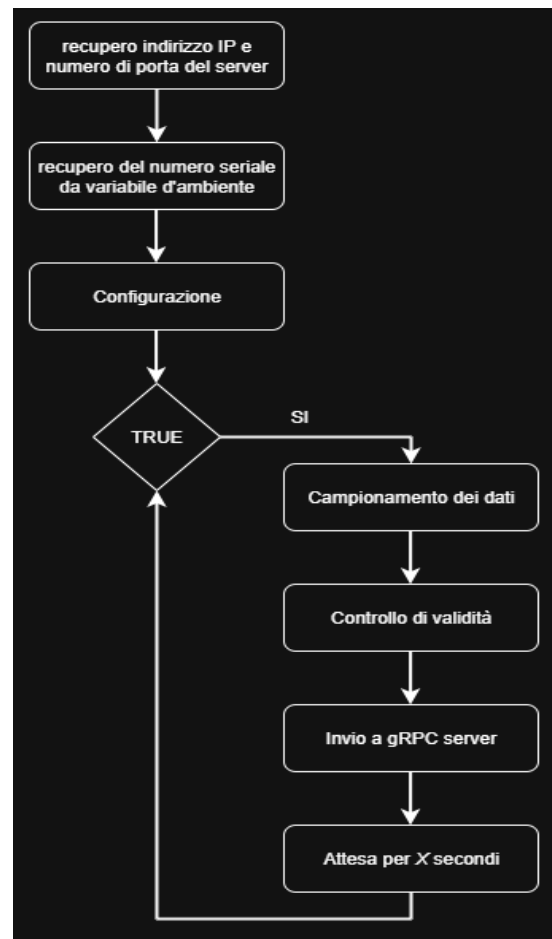 recupero indirizzo IP e
numero di porta del server
recupero del numero seriale
da variabile d'ambiente
Configurazione
TRUE
SI
Campionamento dei dati
Controllo di validità
Invio a gRPC server
Attesa per X secondi